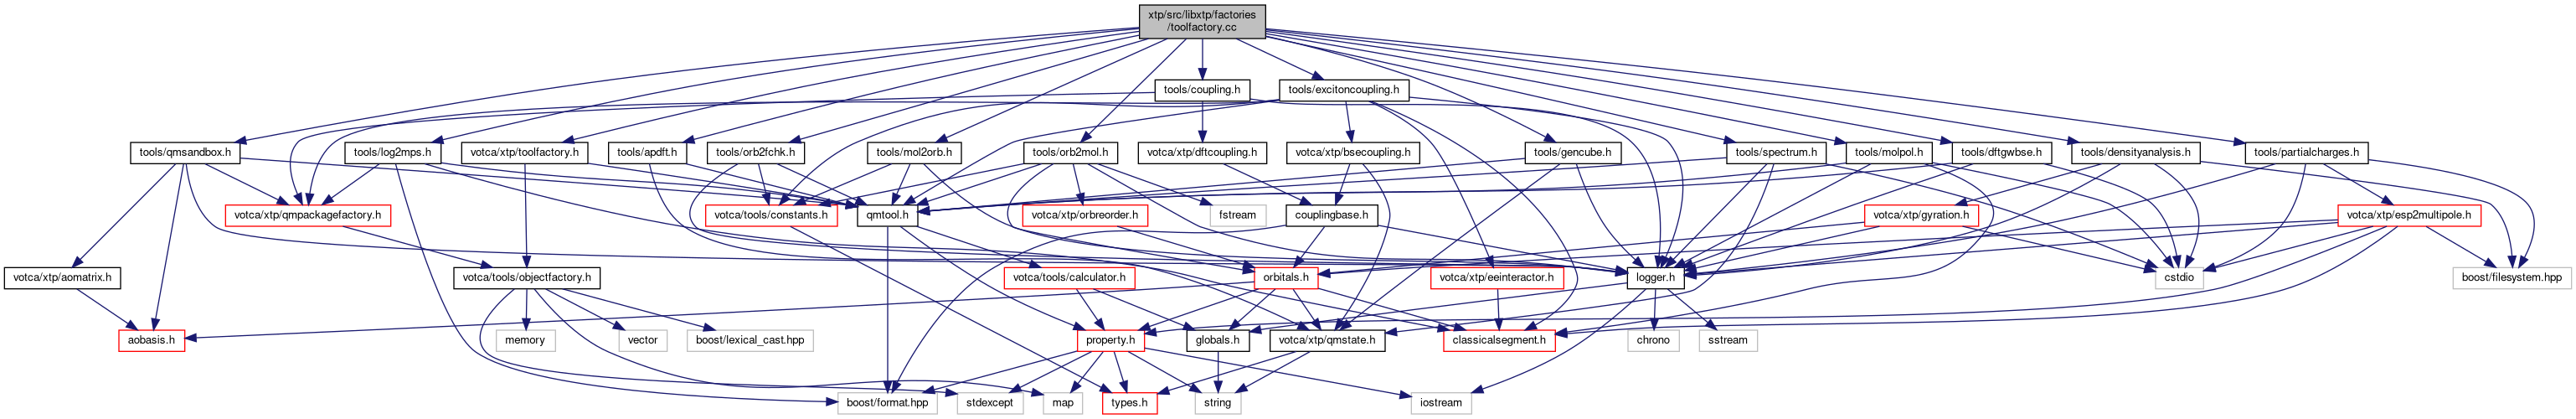 xtp/src/libxtp/factories
/toolfactory.cc
tools/coupling.h
tools/excitoncoupling.h
tools/qmsandbox.h
tools/log2mps.h
votca/xtp/toolfactory.h
tools/apdft.h
tools/orb2fchk.h
tools/mol2orb.h
tools/orb2mol.h
votca/xtp/dftcoupling.h
votca/xtp/bsecoupling.h
tools/gencube.h
tools/spectrum.h
tools/molpol.h
tools/dftgwbse.h
tools/densityanalysis.h
tools/partialcharges.h
votca/xtp/qmpackagefactory.h
votca/tools/constants.h
qmtool.h
votca/xtp/orbreorder.h
fstream
couplingbase.h
votca/xtp/gyration.h
votca/xtp/esp2multipole.h
votca/xtp/aomatrix.h
votca/tools/objectfactory.h
votca/tools/calculator.h
orbitals.h
votca/xtp/eeinteractor.h
logger.h
cstdio
boost/filesystem.hpp
aobasis.h
memory
vector
boost/lexical_cast.hpp
property.h
globals.h
votca/xtp/qmstate.h
classicalsegment.h
chrono
sstream
boost/format.hpp
stdexcept
map
types.h
string
iostream